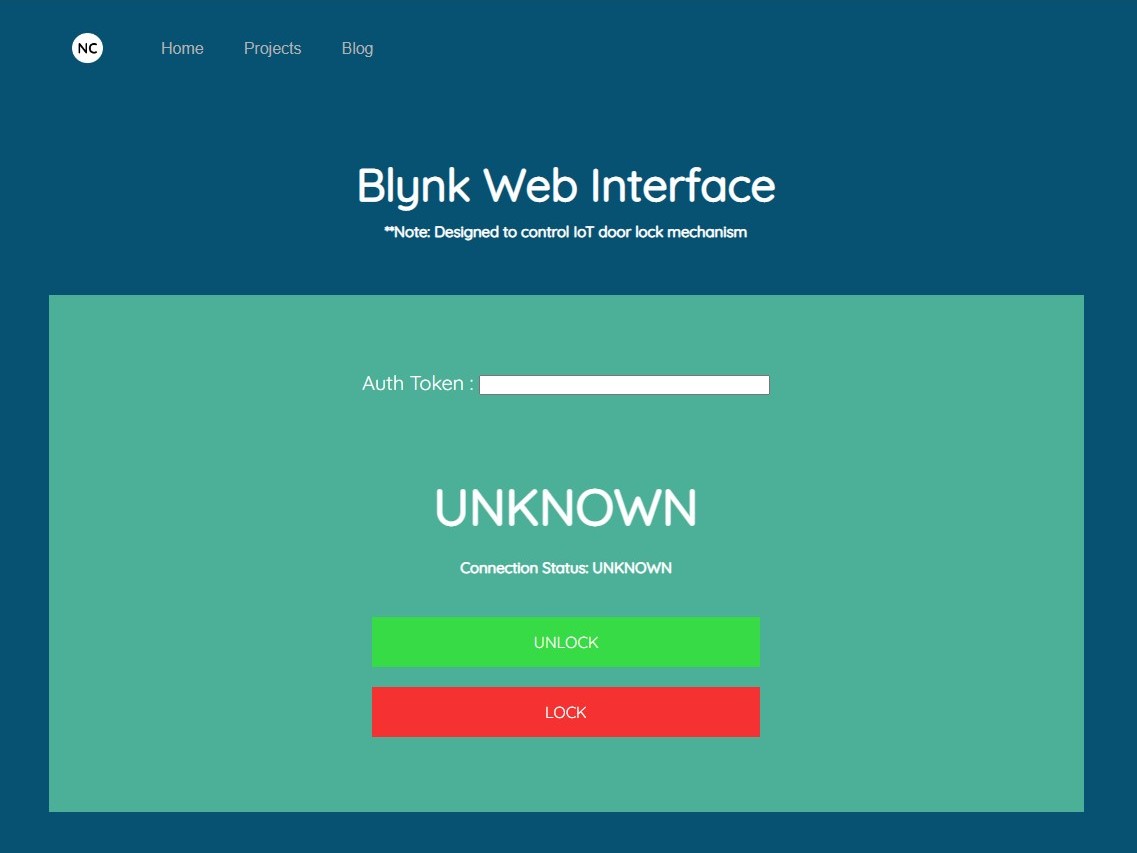 NC Home Projects Blog
Blynk Web Interface
**Note: Designed to control IoT door lock mechanism
Auth Token :
UNKNOWN
Connection Status: UNKNOWN
UNLOCK
LOCK